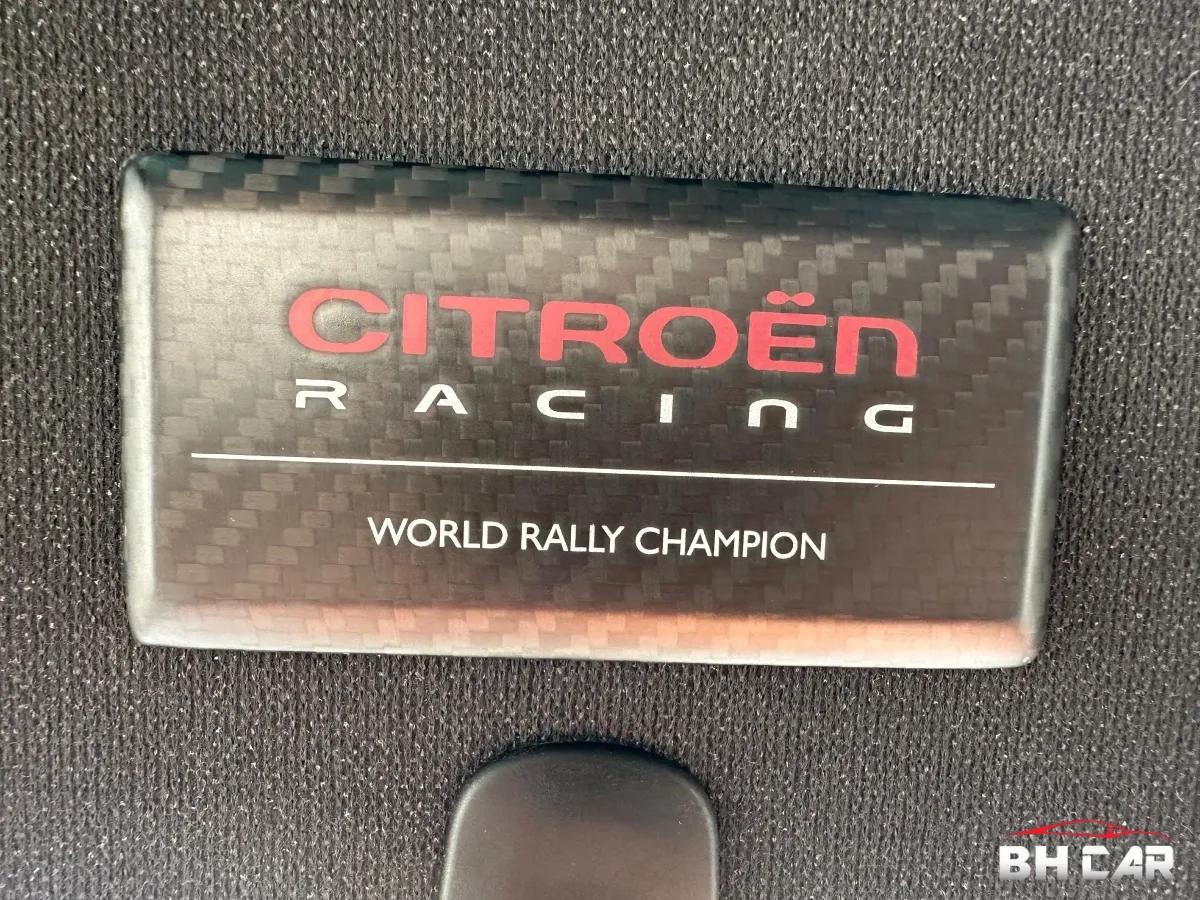 CITROËN
RACING
WORLD RALLY CHAMPION
BH CAR